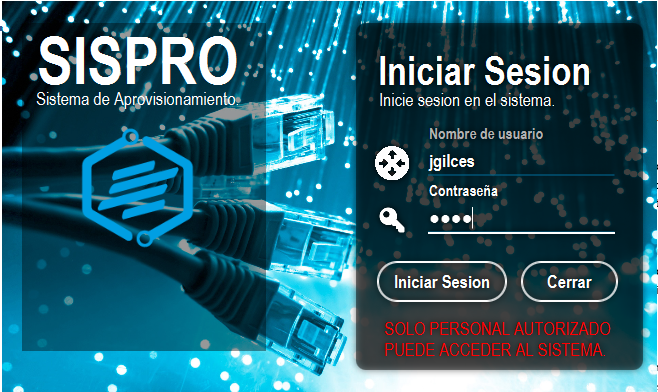 SISPRO
Sistema de Aprovisionamiento.
Iniciar Sesion
Inicie sesion en el sistema.
Nombre de usuario
jgilces
Contraseña
●●●●
Iniciar Sesion
Cerrar
SOLO PERSONAL AUTORIZADO
PUEDE ACCEDER AL SISTEMA.